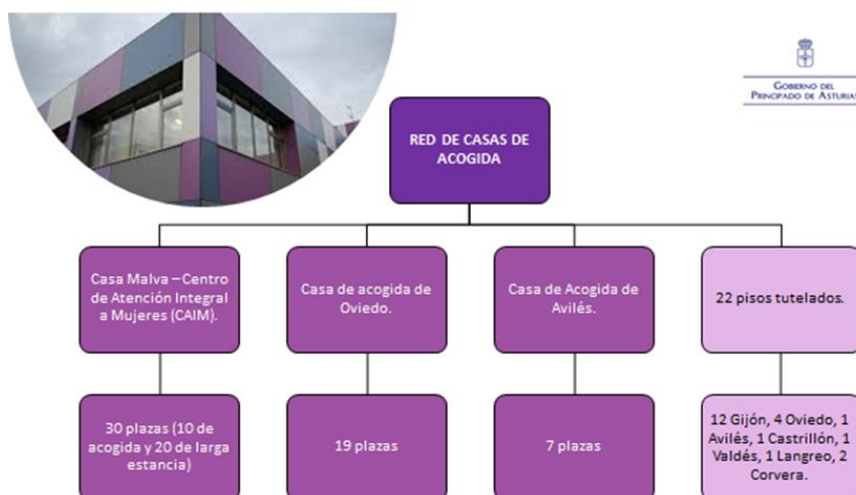 GOBIERNO DEL
PRINCIPADO DE ASTURIAS
RED DE CASAS DE
ACOGIDA
Casa Malva – Centro
de Atención Integral
a Mujeres (CAIM).
Casa de acogida de
Oviedo.
Casa de Acogida de
Avilés.
22 pisos tutelados.
30 plazas (10 de
acogida y 20 de larga
estancia)
19 plazas
7 plazas
12 Gijón, 4 Oviedo, 1
Avilés, 1 Castrillón, 1
Valdés, 1 Langreo, 2
Corvera.